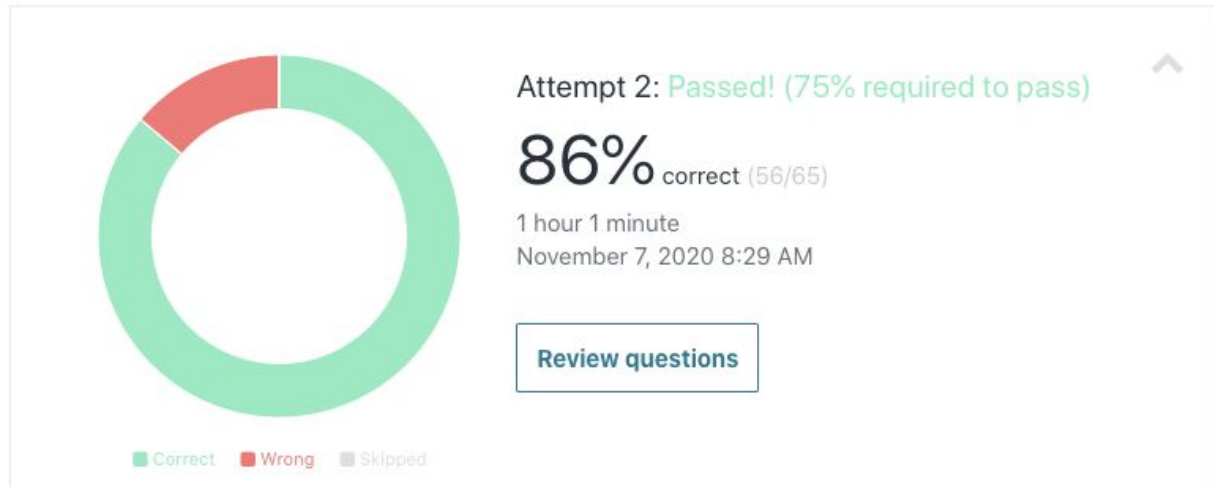 Attempt 2: Passed! (75% required to pass)
86% correct (56/65)
1 hour 1 minute
November 7, 2020 8:29 AM
Review questions
Correct Wrong Skipped